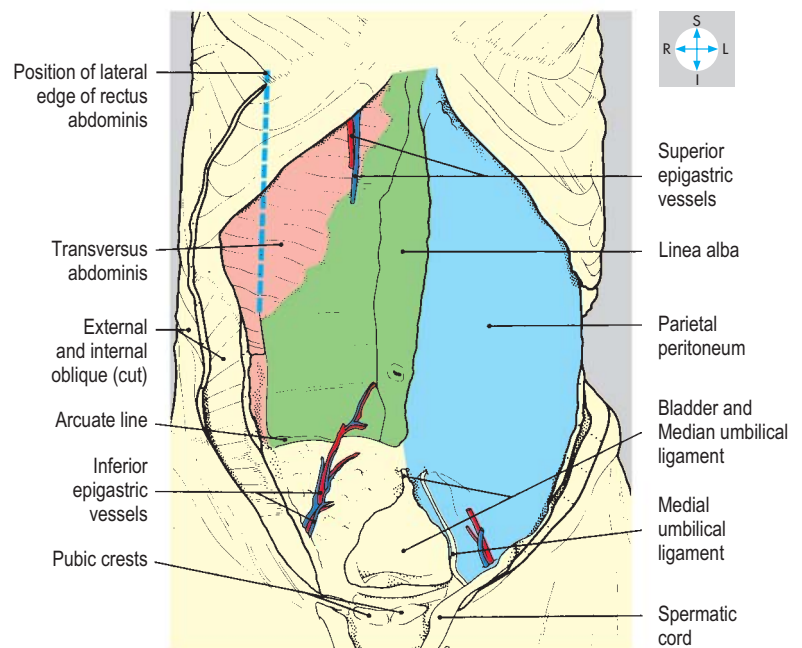 Position of lateral
edge of rectus
abdominis
Transversus
abdominis
External
and internal
oblique (cut)
Arcuate line
Inferior
epigastric
vessels
Pubic crests
S
R L
I
Superior
epigastric
vessels
Linea alba
Parietal
peritoneum
Bladder and
Median umbilical
ligament
Medial
umbilical
ligament
Spermatic
cord